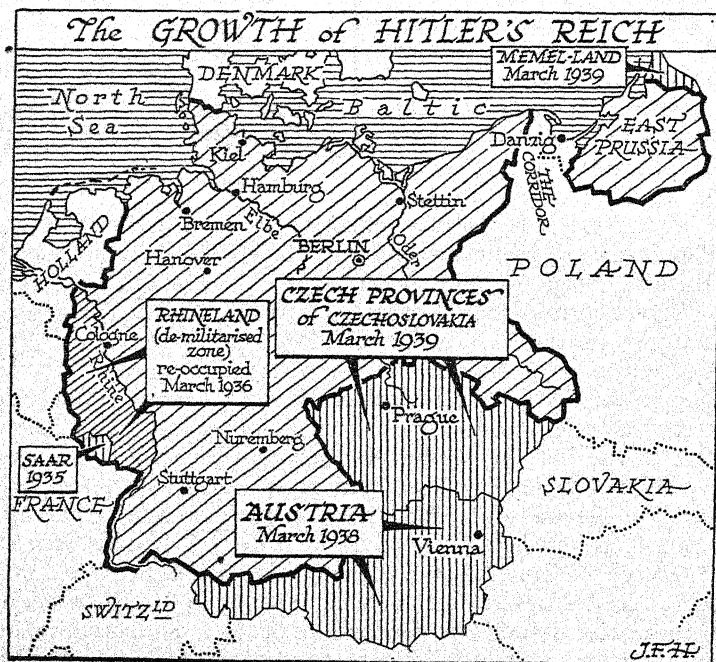 The GROWTH of HITLER'S REICH
MEMEL-LAND
March 1939
DENMARK
North
Sea
Baltic
Kiel
Danzig
EAST
PRUSSIA
THE
CORRIDOR
Hamburg
Stettin
Bremen
Elbe
HOLLAND
Hanover
BERLIN
Oder
POLAND
CZECH PROVINCES
of CZECHOSLOVAKIA
March 1939
RHINELAND
(de-militarised
zone)
re-occupied
March 1936
Cologne
Rhine
Prague
Nuremberg
SAAR
1935
FRANCE
Stuttgart
SLOVAKIA
AUSTRIA
March 1938
Vienna
SWITZLD
J.F.H.